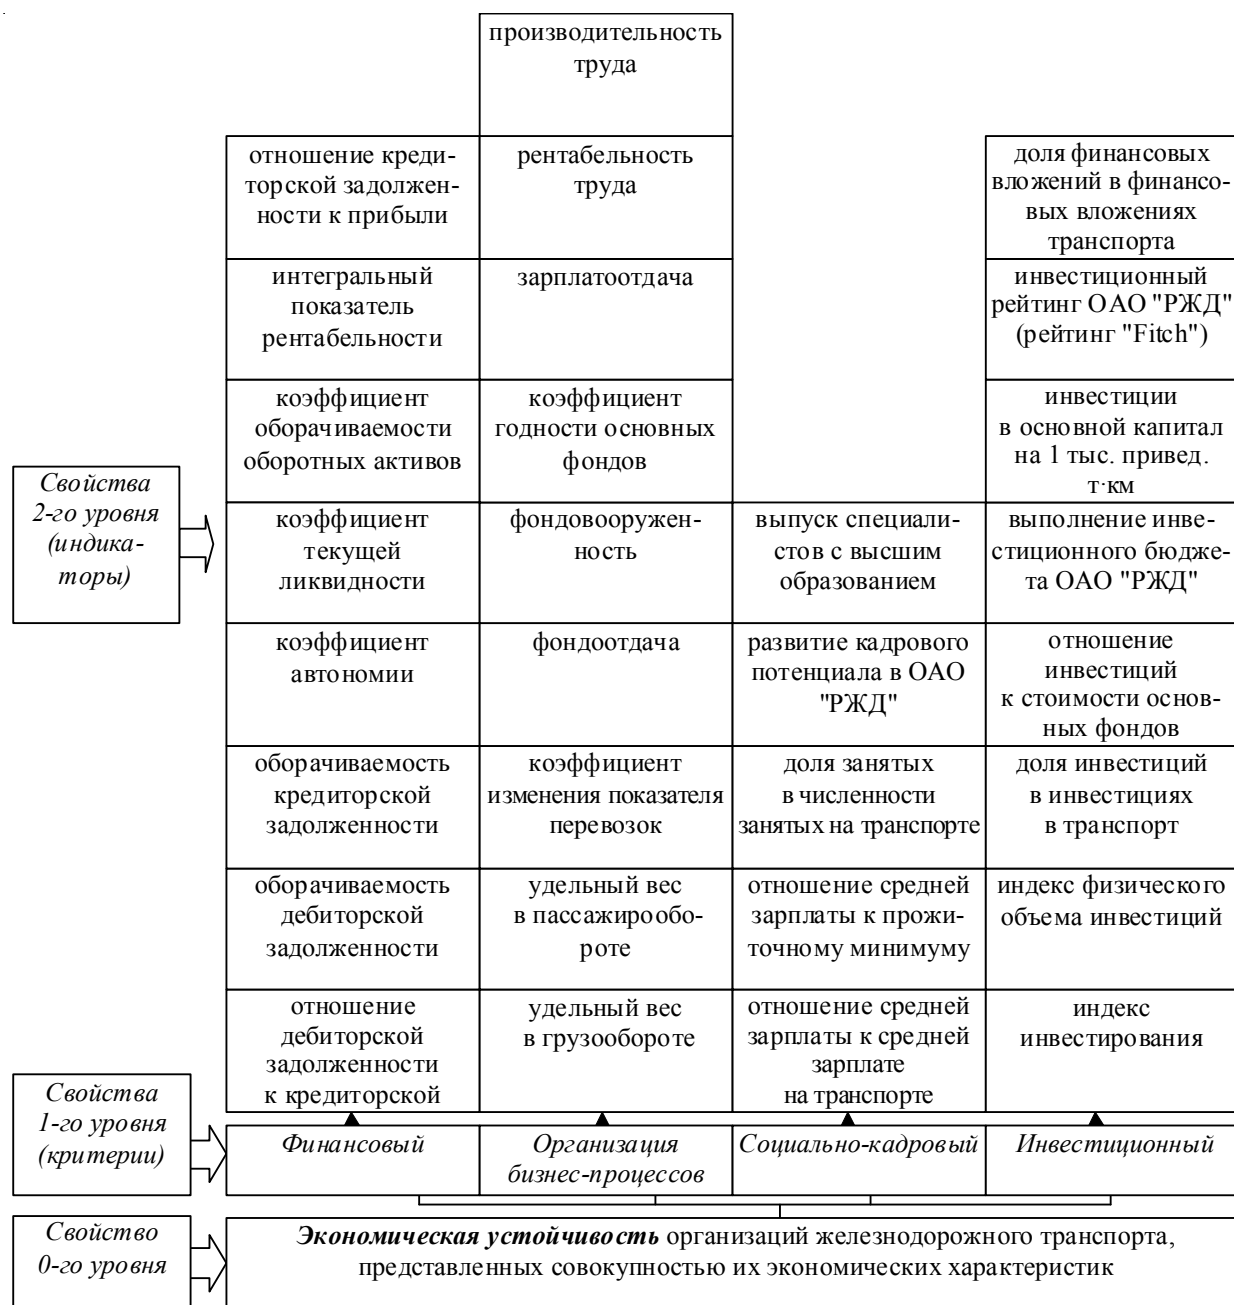 производительность
труда
отношение креди-
торской задолжен-
ности к прибыли
рентабельность
труда
доля финансовых
вложений в финансо-
вых вложениях
транспорта
интегральный
показатель
рентабельности
зарплатоотдача
инвестиционный
рейтинг ОАО "РЖД"
(рейтинг "Fitch")
коэффициент
оборачиваемости
оборотных активов
коэффициент
годности основных
фондов
инвестиции
в основной капитал
на 1 тыс. привед.
т·км
Свойства
2-го уровня
(индика-
торы)
коэффициент
текущей
ликвидности
фондовооружен-
ность
выпуск специали-
стов с высшим
образованием
выполнение инве-
стиционного бюдже-
та ОАО "РЖД"
коэффициент
автономии
фондоотдача
развитие кадрового
потенциала в ОАО
"РЖД"
отношение
инвестиций
к стоимости основ-
ных фондов
оборачиваемость
кредиторской
задолженности
коэффициент
изменения показателя
перевозок
доля занятых
в численности
занятых на транспорте
доля инвестиций
в инвестициях
в транспорт
оборачиваемость
дебиторской
задолженности
удельный вес
в пассажирообо-
роте
отношение средней
зарплаты к прожи-
точному минимуму
индекс физического
объема инвестиций
отношение
дебиторской
задолженности
к кредиторской
удельный вес
в грузообороте
отношение средней
зарплаты к средней
зарплате
на транспорте
индекс
инвестирования
Свойства
1-го уровня
(критерии)
Финансовый
Организация
бизнес-процессов
Социально-кадровый
Инвестиционный
Свойство
0-го уровня
Экономическая устойчивость организаций железнодорожного транспорта,
представленных совокупностью их экономических характеристик